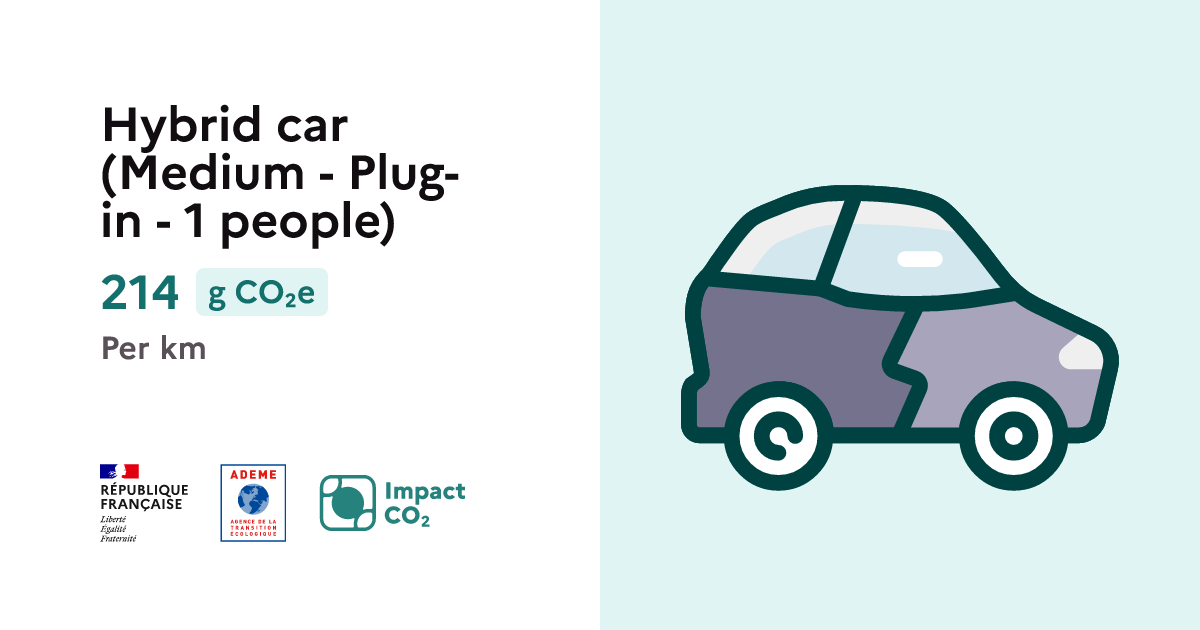 Hybrid car
(Medium - Plug-
in - 1 people)
214 g CO₂e
Per km
RÉPUBLIQUE
FRANÇAISE
Liberté
Égalité
Fraternité
ADEME
AGENCE DE LA
TRANSITION
ÉCOLOGIQUE
Impact
CO₂